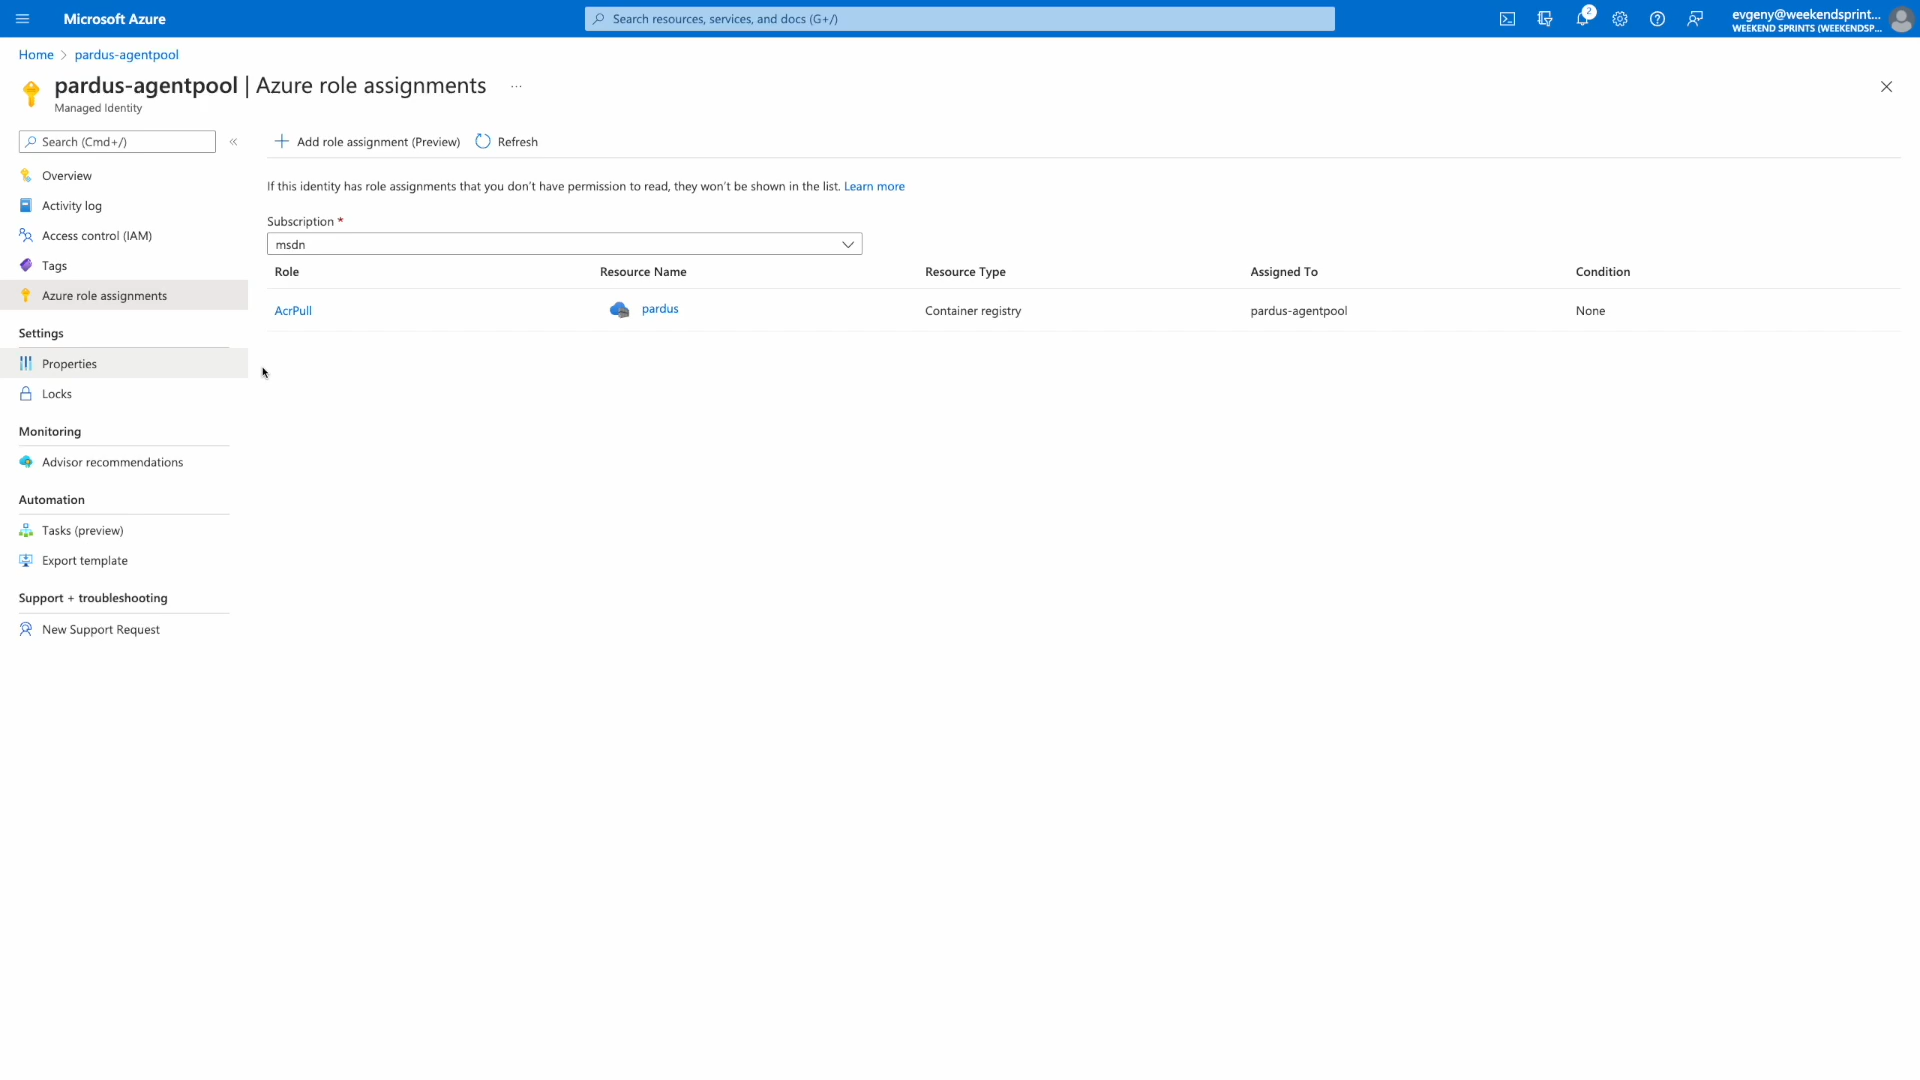 Microsoft Azure
Search resources, services, and docs (G+/)
2
evgeny@weekendsprint...
WEEKEND SPRINTS (WEEKENDSP...
Home > pardus-agentpool
pardus-agentpool | Azure role assignments ...
Managed Identity
Search (Cmd+/)
Add role assignment (Preview)
Refresh
Overview
Activity log
Access control (IAM)
Tags
Azure role assignments
Settings
Properties
Locks
Monitoring
Advisor recommendations
Automation
Tasks (preview)
Export template
Support + troubleshooting
New Support Request
If this identity has role assignments that you don't have permission to read, they won't be shown in the list. Learn more
Subscription *
msdn
Role Resource Name Resource Type Assigned To Condition
AcrPull pardus Container registry pardus-agentpool None